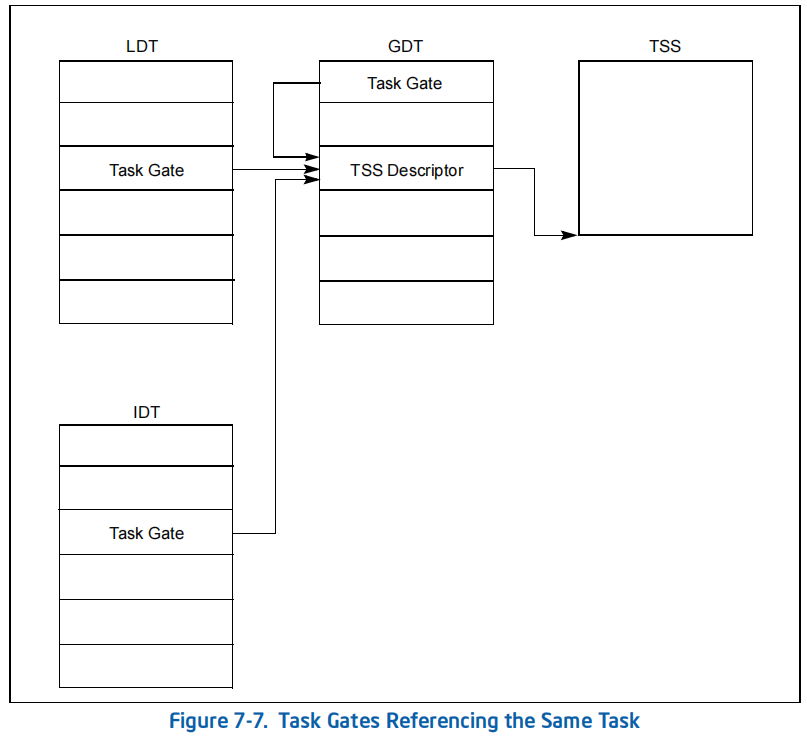 LDT
GDT
TSS
Task Gate
Task Gate
TSS Descriptor
IDT
Task Gate
Figure 7-7. Task Gates Referencing the Same Task